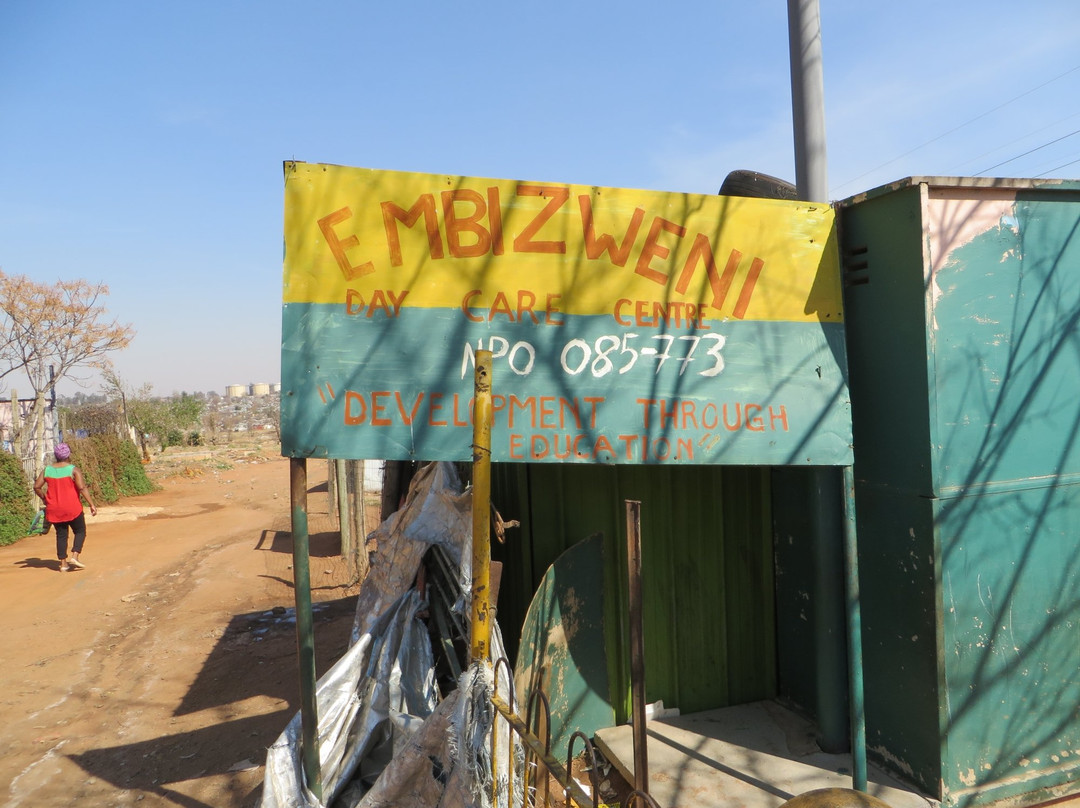 EMBIZWENI
DAY CARE CENTRE
NPO 085-773
"DEVELOPMENT THROUGH
EDUCATION"